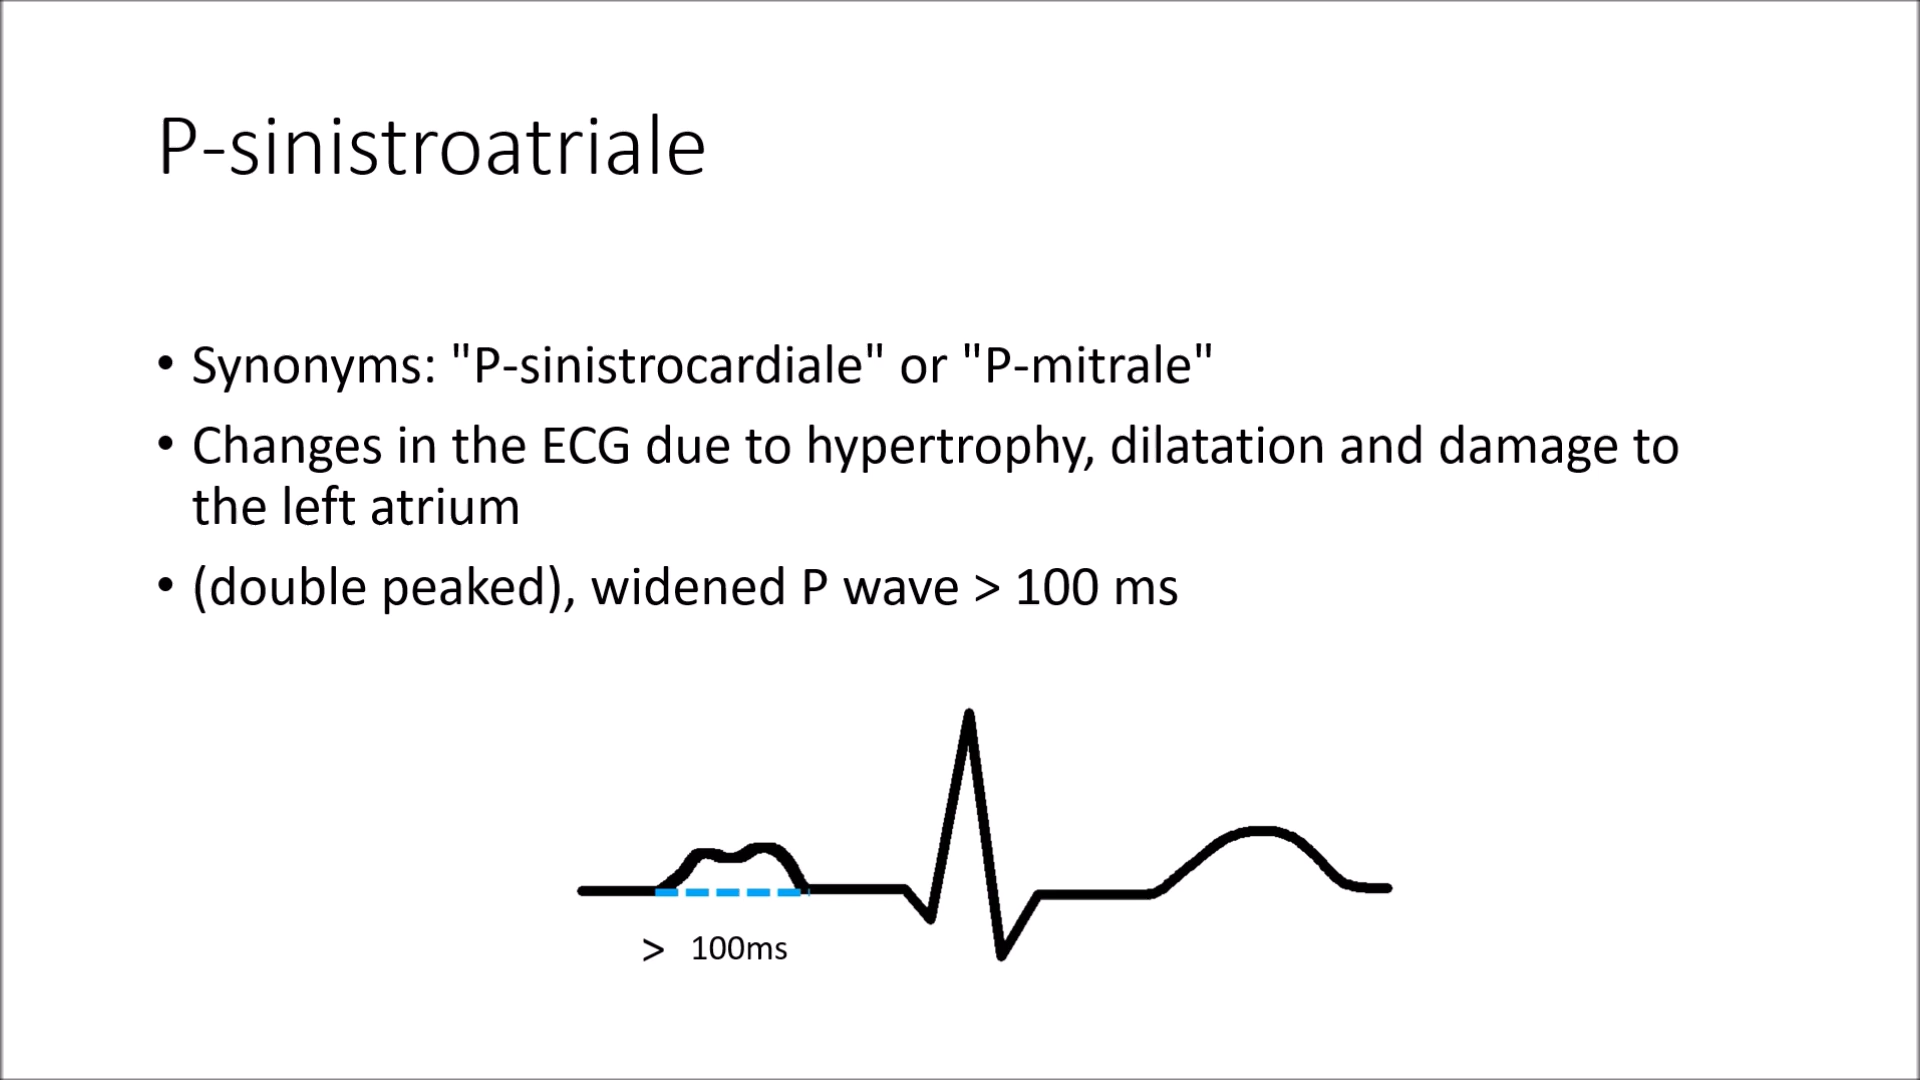 P-sinistroatriale
• Synonyms: "P-sinistrocardiale" or "P-mitrale"
• Changes in the ECG due to hypertrophy, dilatation and damage to
the left atrium
• (double peaked), widened P wave > 100 ms
> 100ms